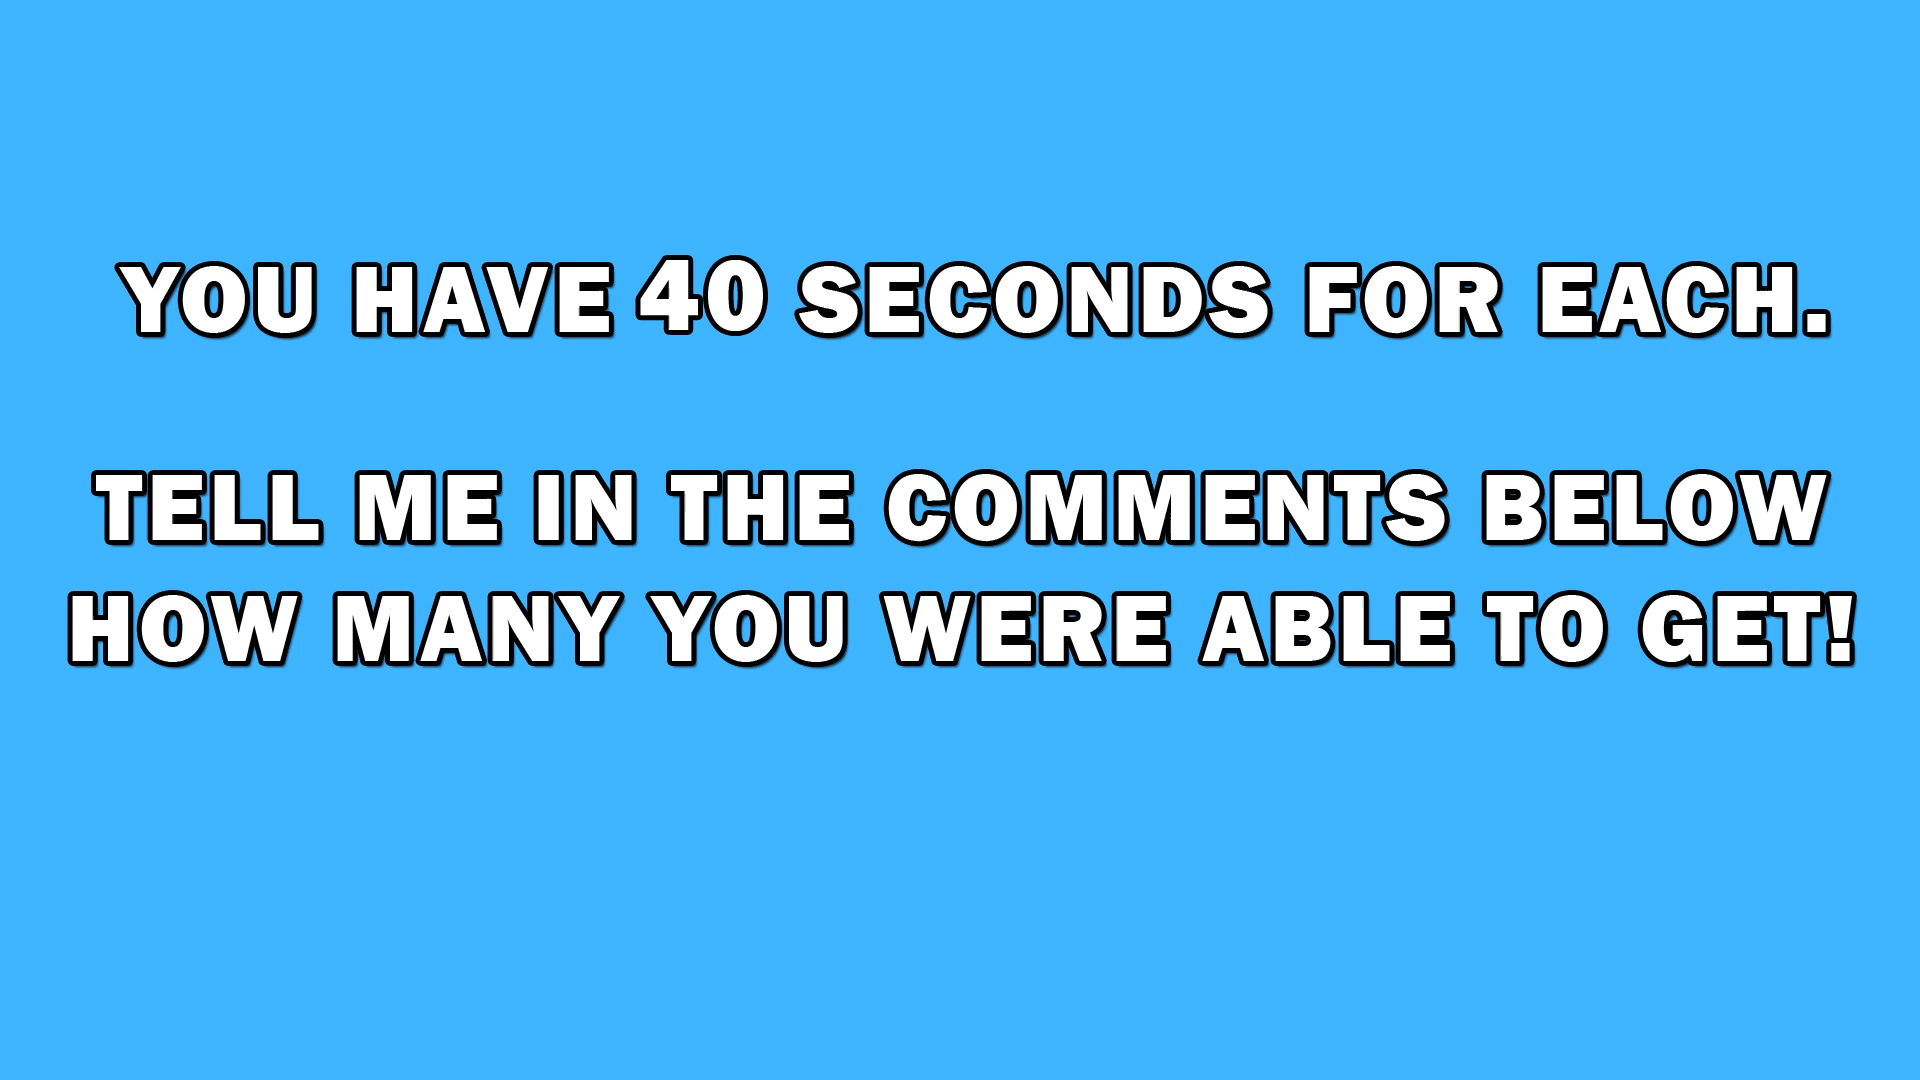 YOU HAVE 40 SECONDS FOR EACH.
TELL ME IN THE COMMENTS BELOW
HOW MANY YOU WERE ABLE TO GET!